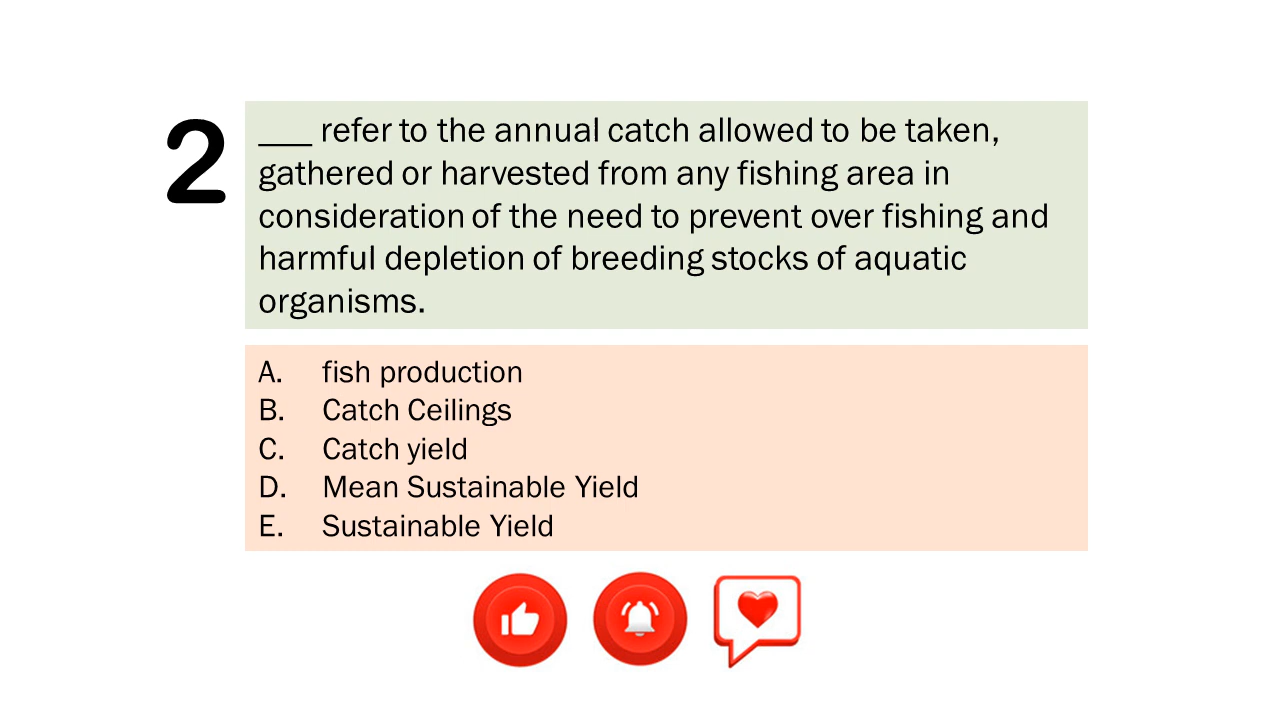 2
___ refer to the annual catch allowed to be taken,
gathered or harvested from any fishing area in
consideration of the need to prevent over fishing and
harmful depletion of breeding stocks of aquatic
organisms.
A. fish production
B. Catch Ceilings
C. Catch yield
D. Mean Sustainable Yield
E. Sustainable Yield